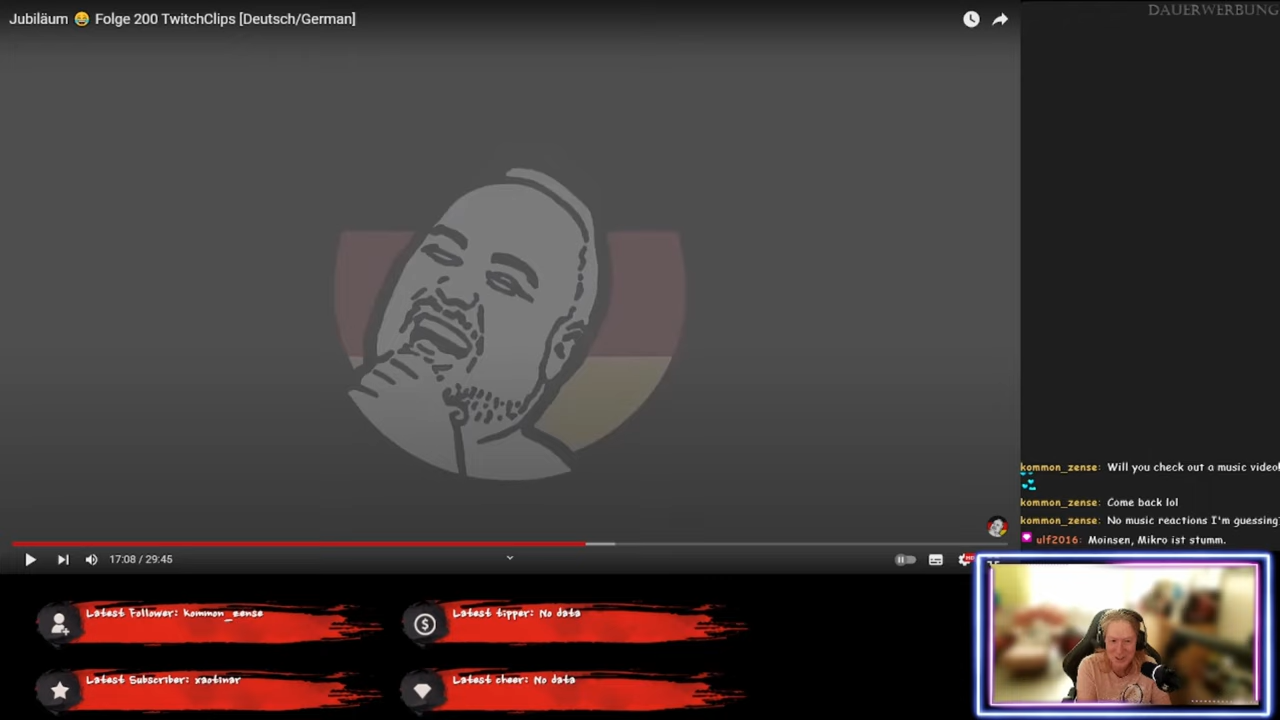 Jubiläum 😂 Folge 200 TwitchClips [Deutsch/German]
DAUERWERBUNG
kommon_zense: Will you check out a music video!
kommon_zense: Come back lol
kommon_zense: No music reactions I'm guessing?
ulf2016: Moinsen, Mikro ist stumm.
17:08 / 29:45
Latest Follower: kommon_zense
Latest tipper: No data
Latest Subscriber: xaotinar
Latest cheer: No data